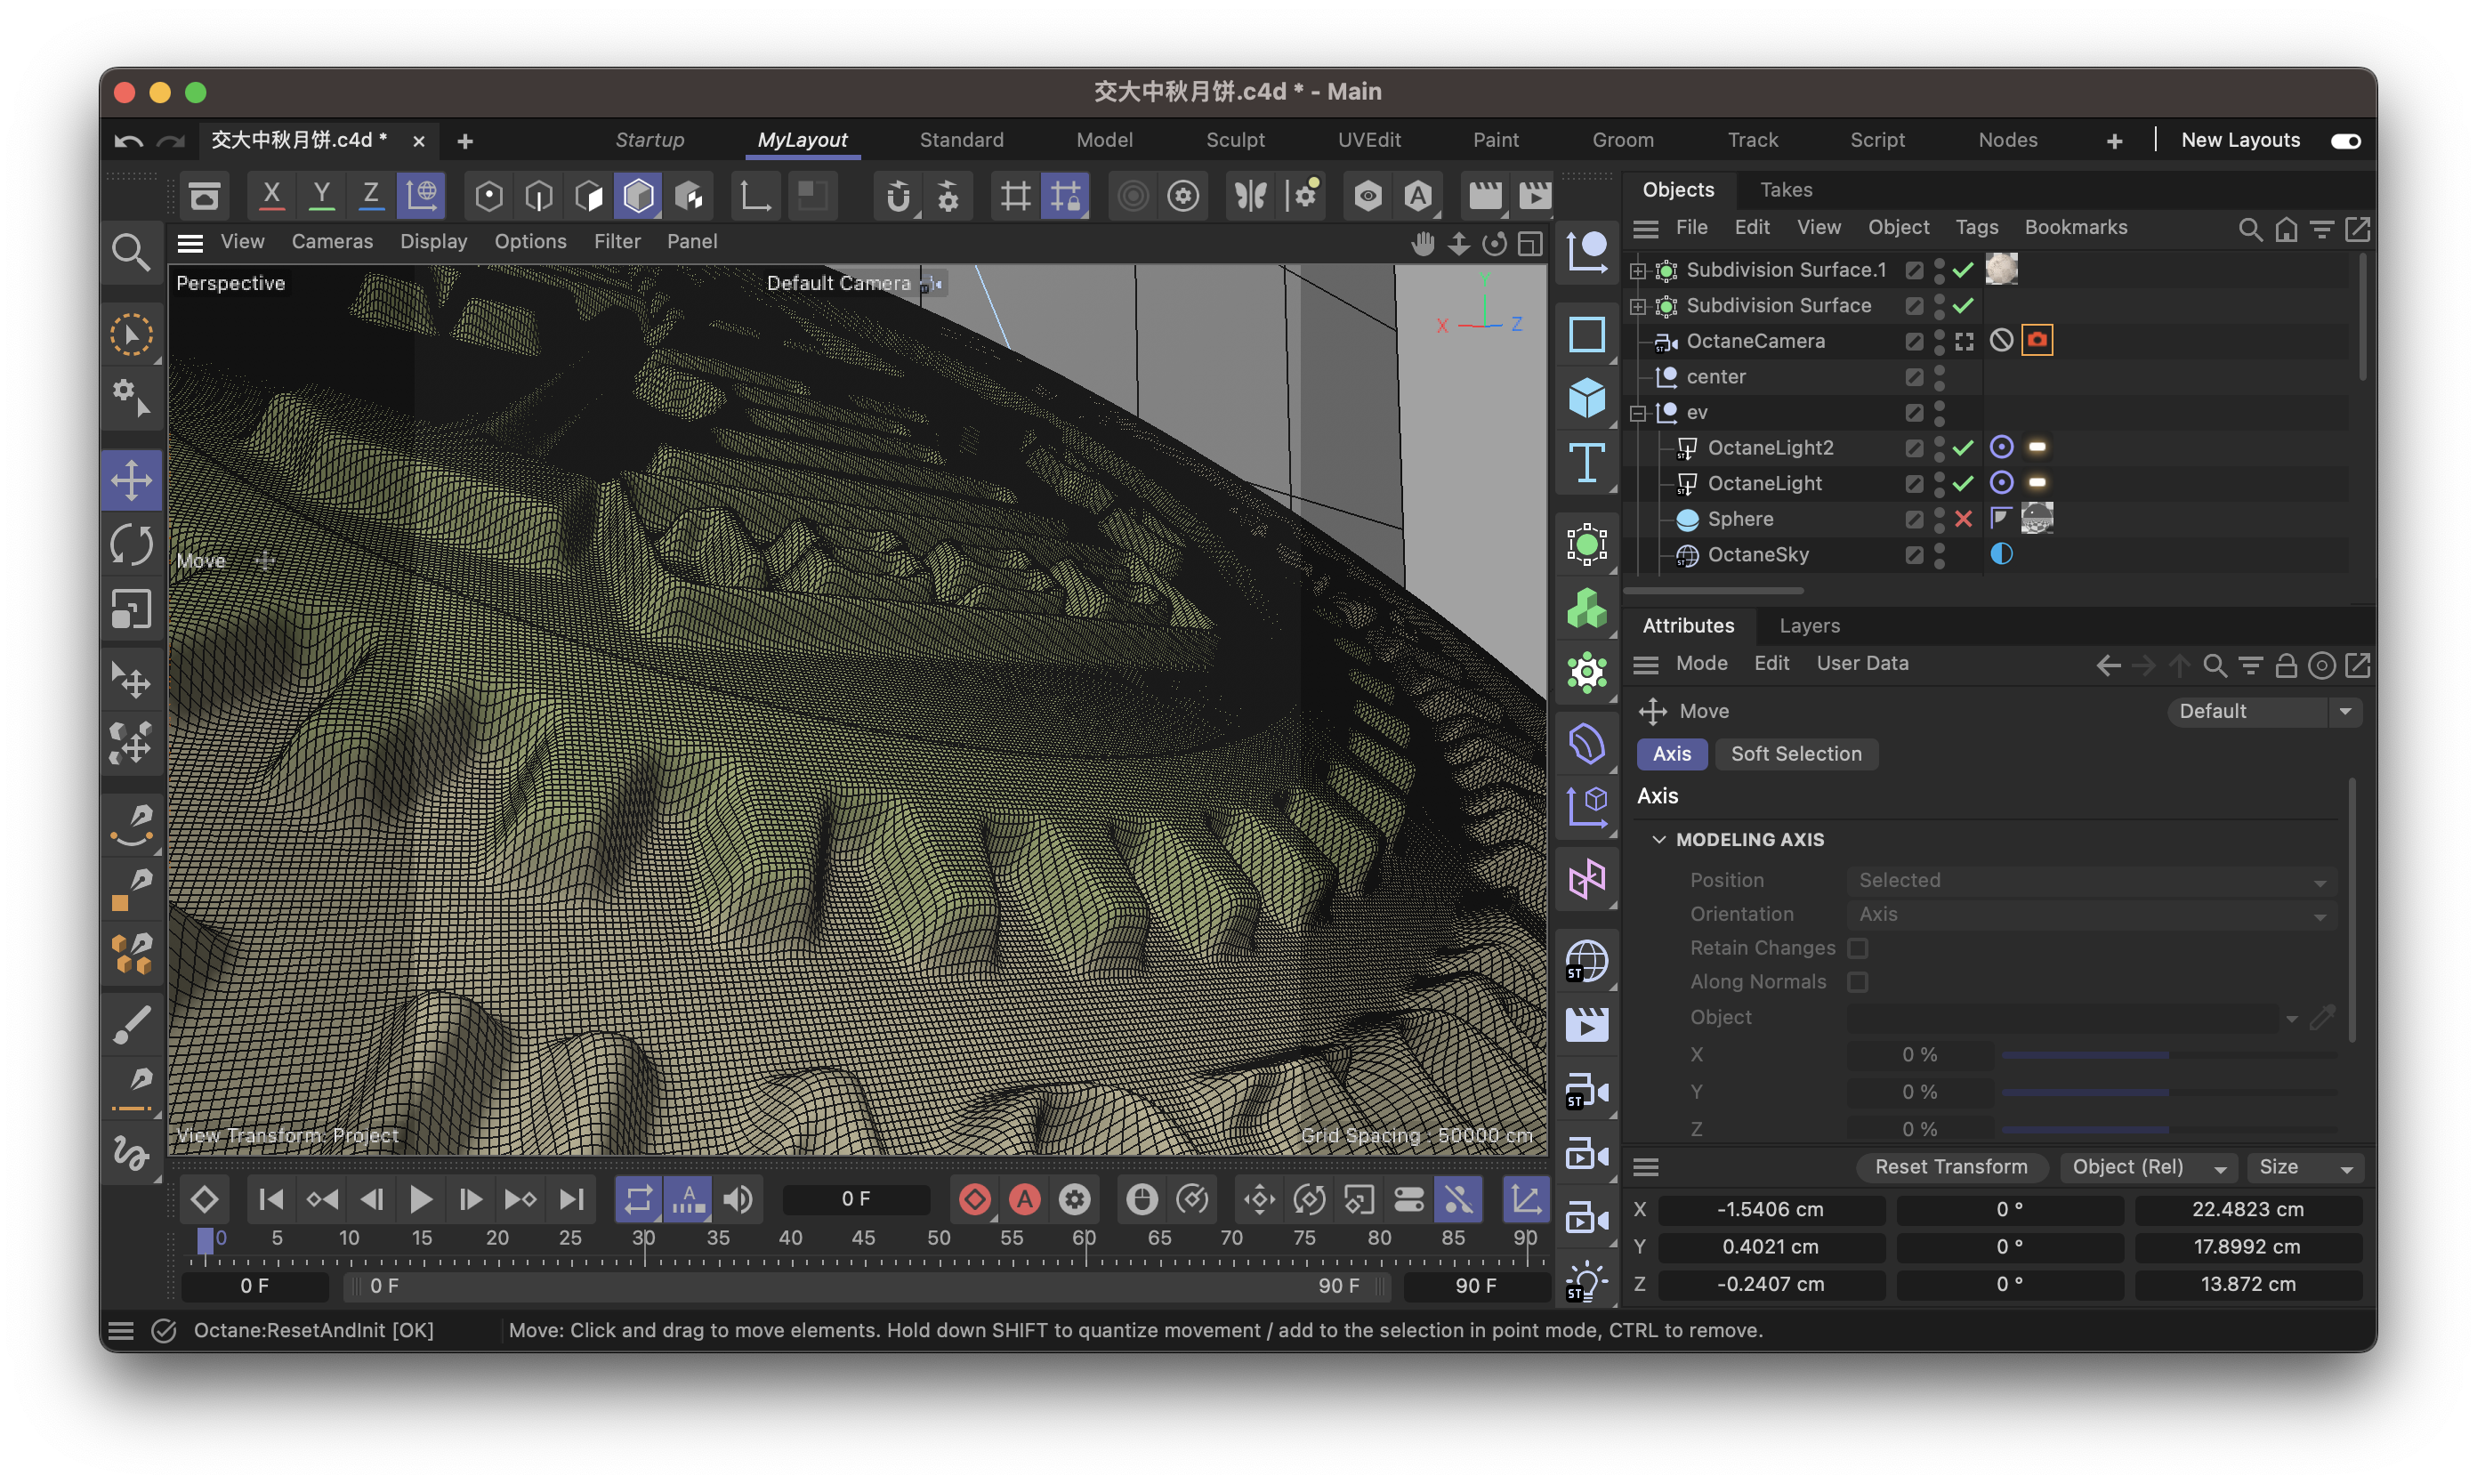 交大中秋月饼.c4d * - Main
交大中秋月饼.c4d *
Startup
MyLayout
Standard
Model
Sculpt
UVEdit
Paint
Groom
Track
Script
Nodes
New Layouts
X Y Z
A
Objects
Takes
File Edit View Object Tags Bookmarks
View Cameras Display Options Filter Panel
Perspective
Default Camera
Y
X
Z
Subdivision Surface.1
Subdivision Surface
OctaneCamera
center
ev
OctaneLight2
OctaneLight
Sphere
OctaneSky
Move
Attributes
Layers
Mode Edit User Data
Move
Default
Axis
Soft Selection
Axis
MODELING AXIS
Position Selected
Orientation Axis
Retain Changes
Along Normals
Object
X 0 %
Y 0 %
Z 0 %
ST
ST
ST
View Transform: Project
Grid Spacing : 50000 cm
A
0 F
A
0 5 10 15 20 25 30 35 40 45 50 55 60 65 70 75 80 85 90
0 F
0 F
90 F
90 F
Reset Transform
Object (Rel)
Size
X -1.5406 cm 0 ° 22.4823 cm
Y 0.4021 cm 0 ° 17.8992 cm
Z -0.2407 cm 0 ° 13.872 cm
Octane:ResetAndInit [OK]
Move: Click and drag to move elements. Hold down SHIFT to quantize movement / add to the selection in point mode, CTRL to remove.